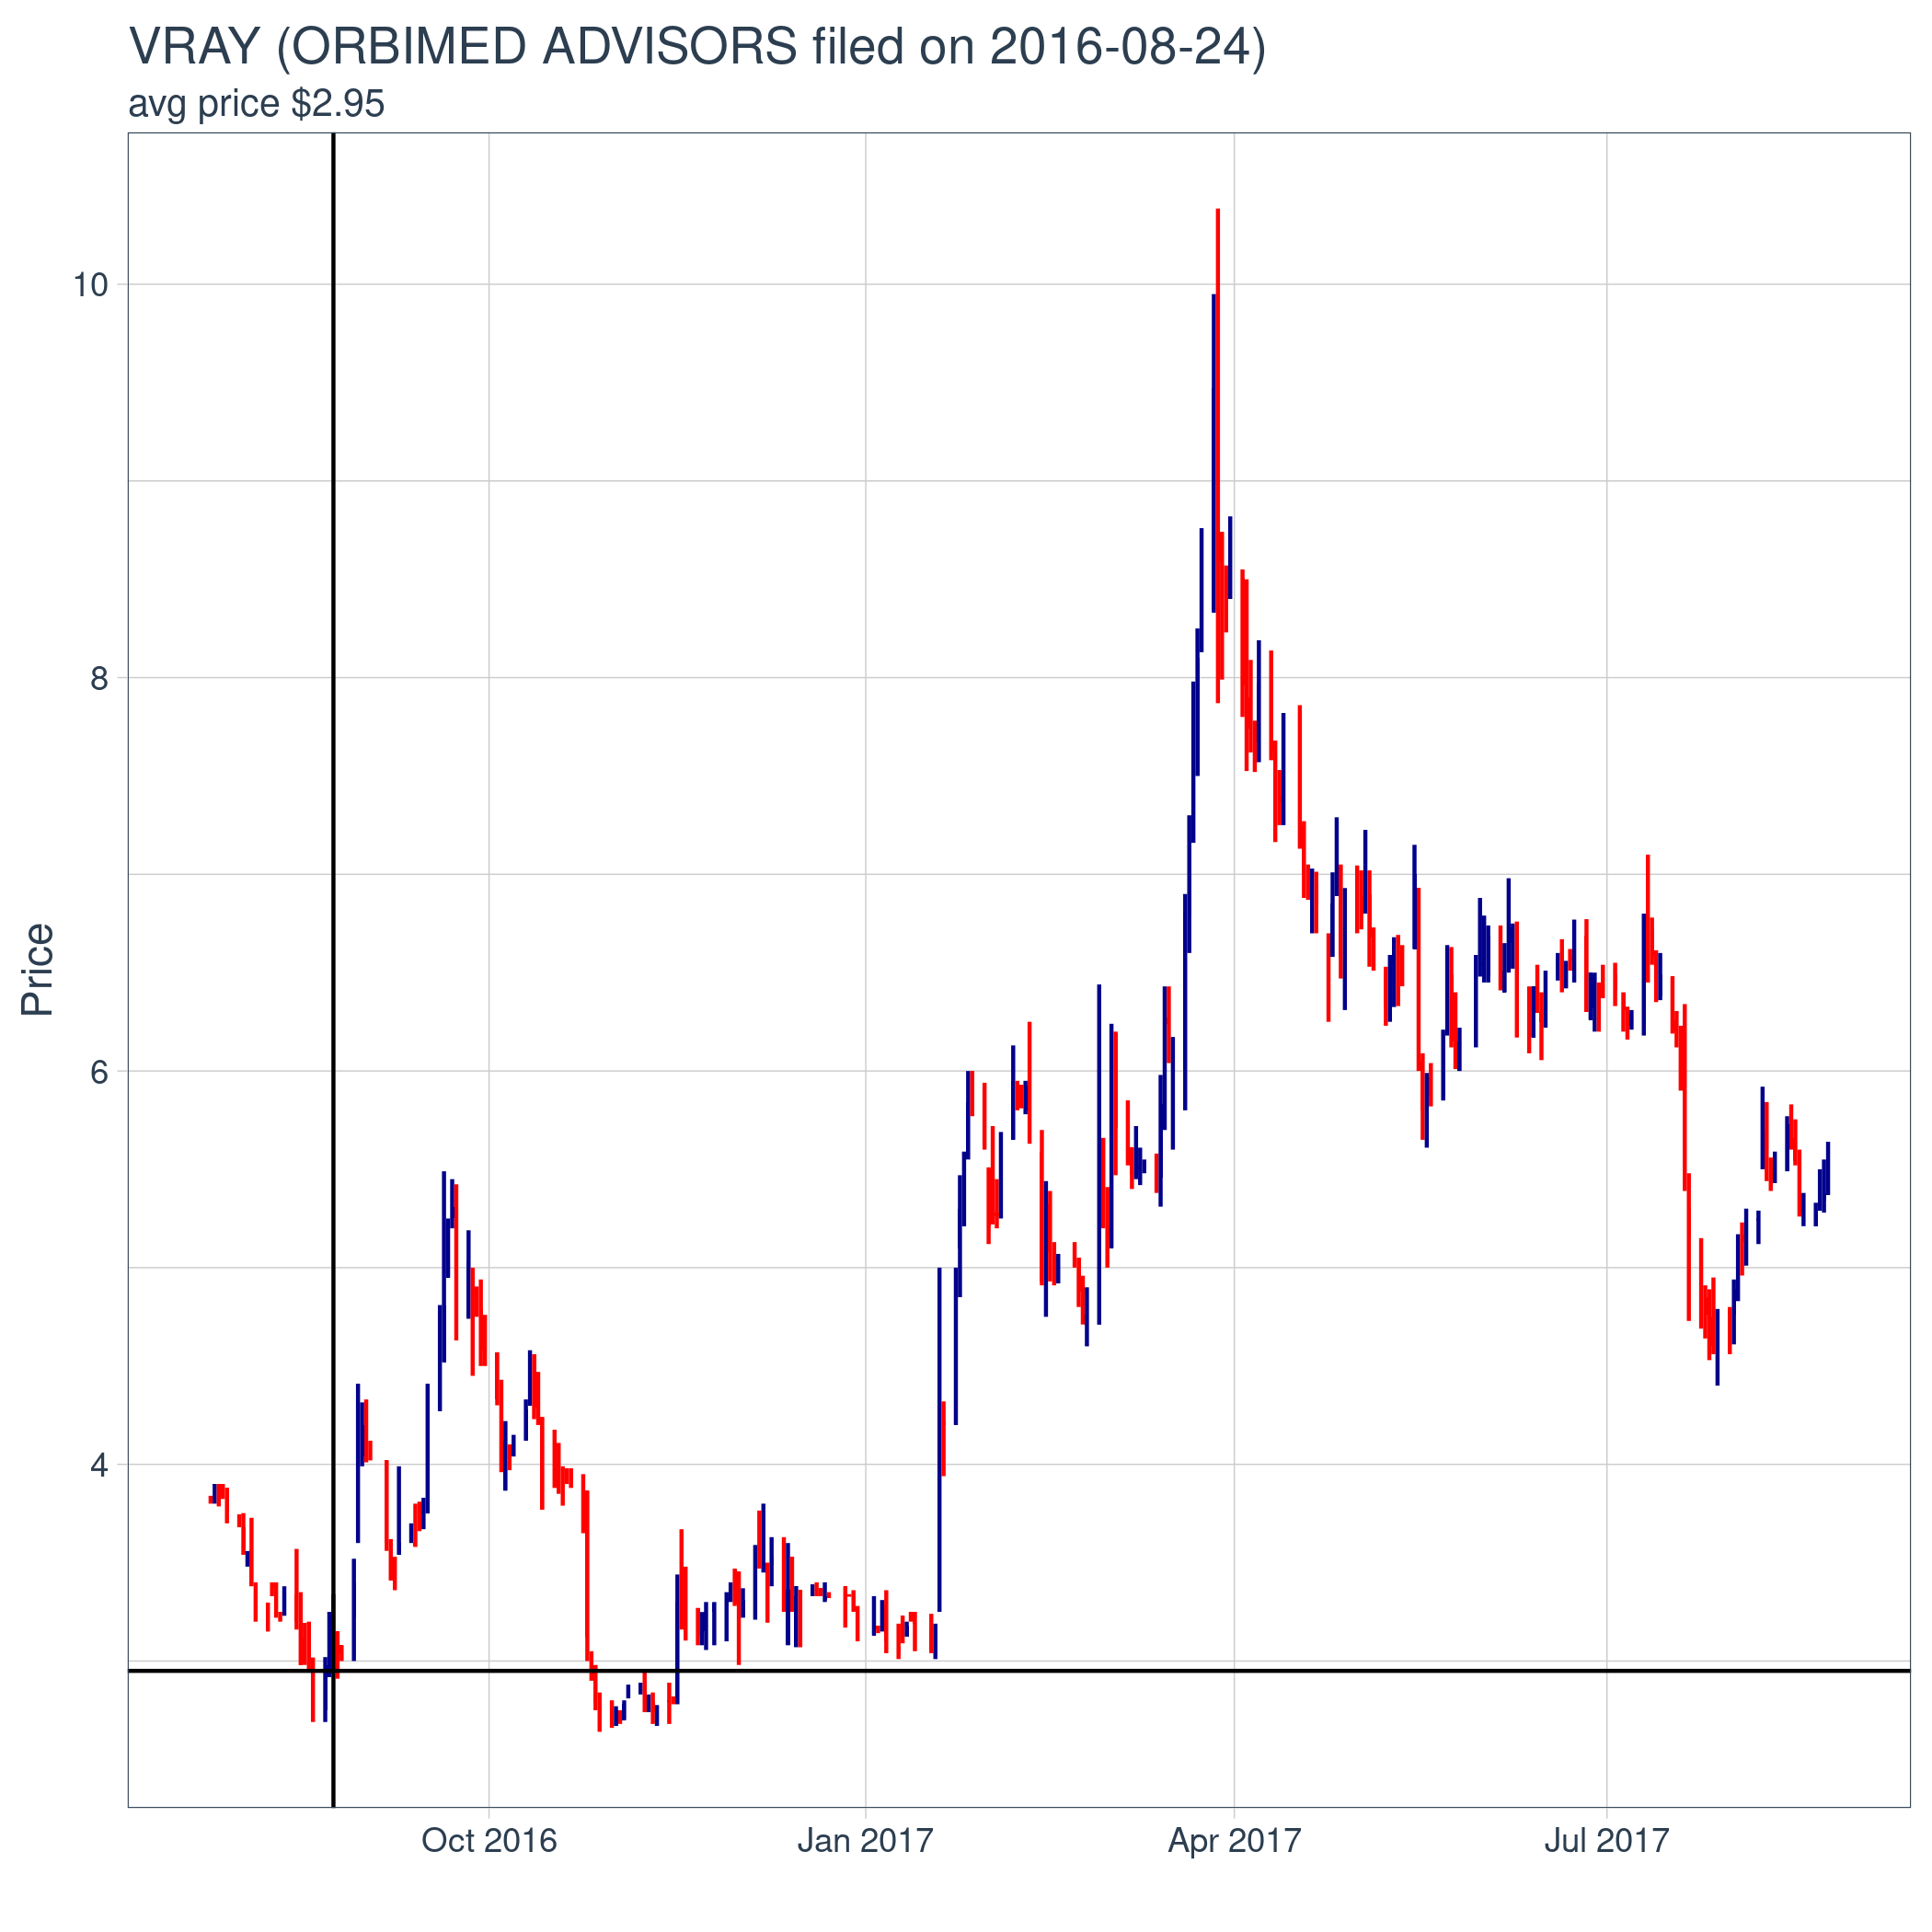 VRAY (ORBIMED ADVISORS filed on 2016-08-24)
avg price $2.95
10
8
6
4
Price
Oct 2016
Jan 2017
Apr 2017
Jul 2017